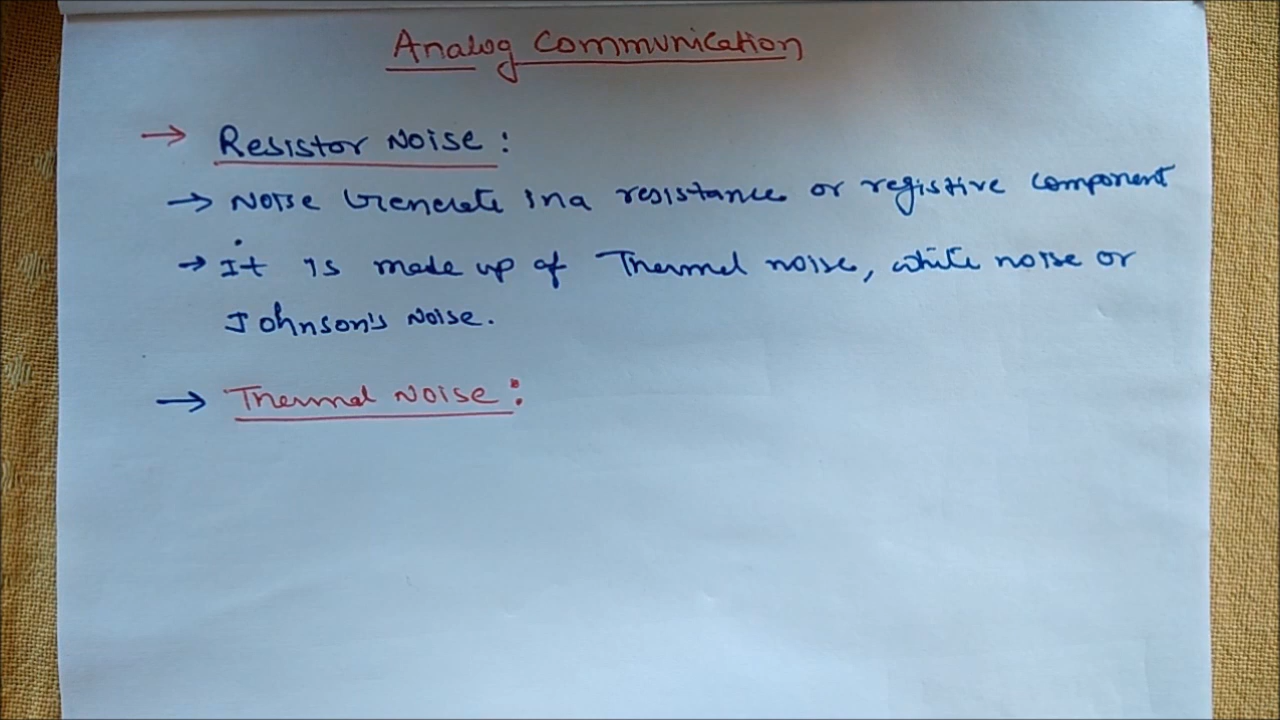 Analog Communication
→ Resistor Noise:
→ Noise Generate in a resistance or registive component
→ It is made up of Thermal noise, white noise or
Johnson's Noise.
→ Thermal Noise: